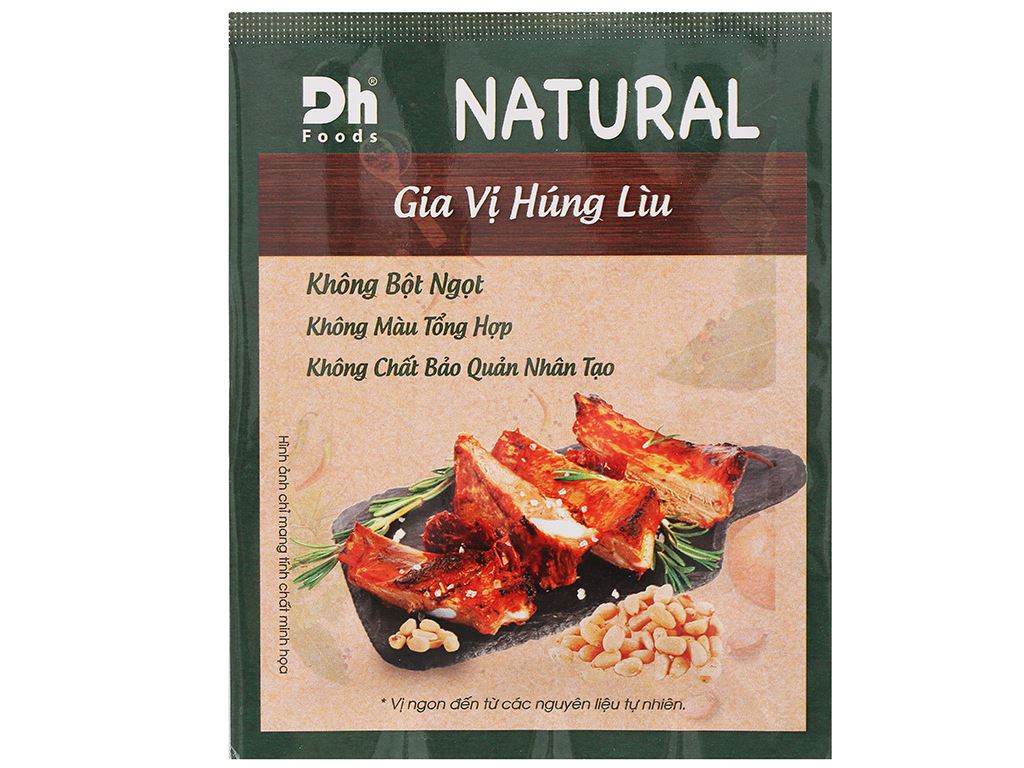 Dh®
Foods
NATURAL
Gia Vị Húng Lìu
Không Bột Ngọt
Không Màu Tổng Hợp
Không Chất Bảo Quản Nhân Tạo
Hình ảnh chỉ mang tính chất minh họa
* Vị ngon đến từ các nguyên liệu tự nhiên.